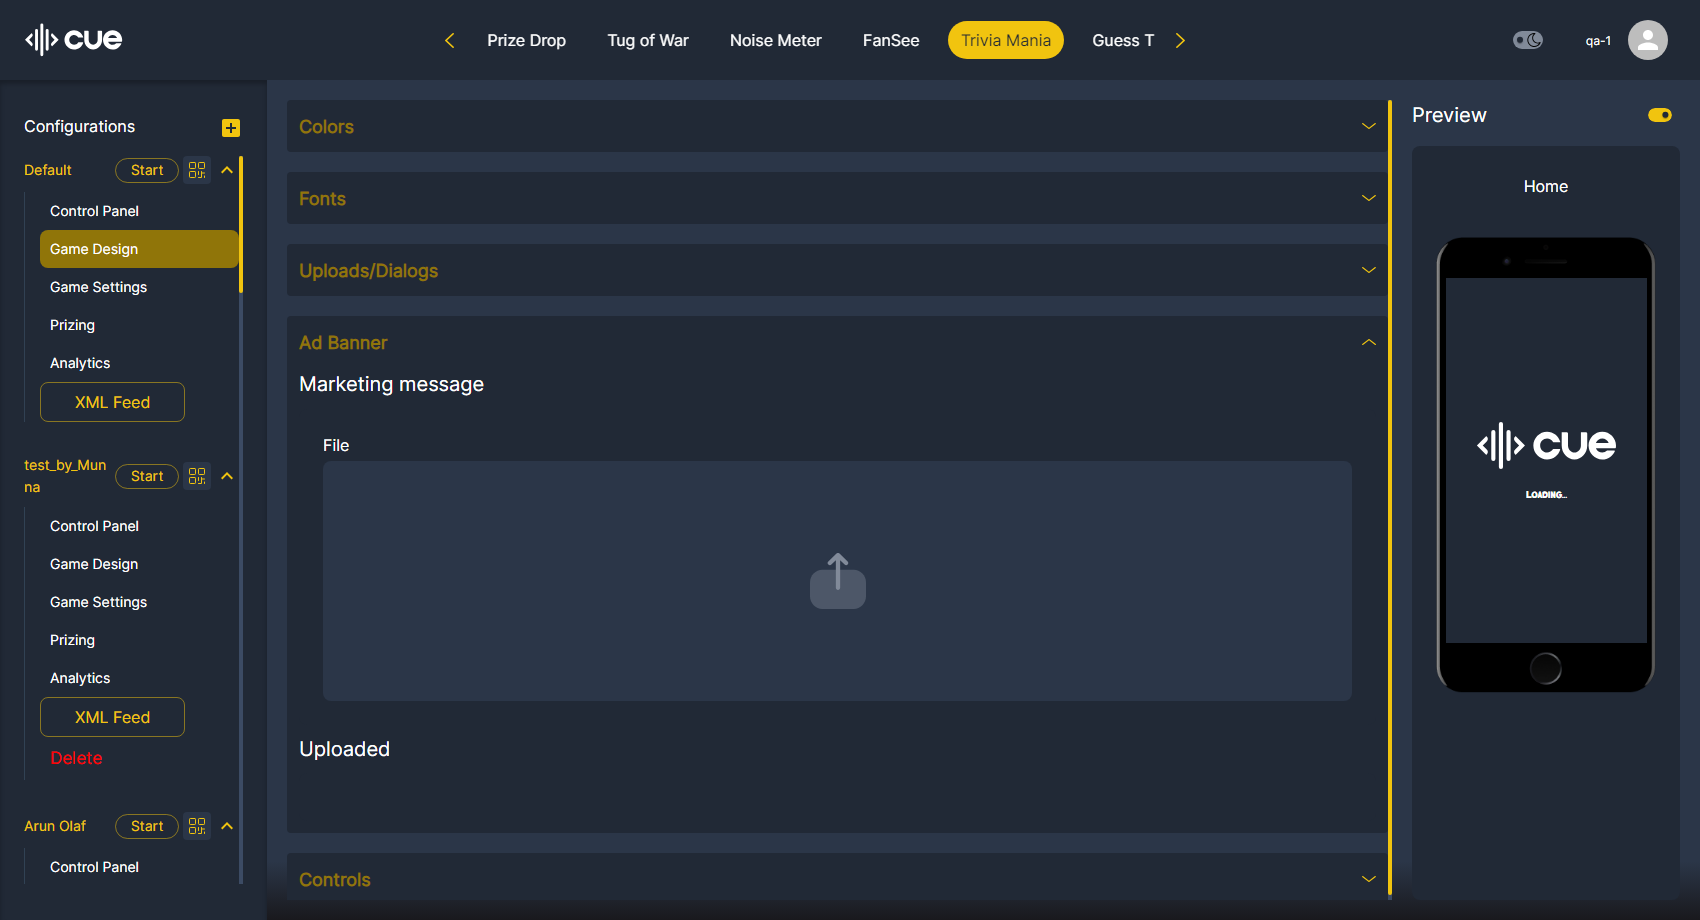 cue
Prize Drop
Tug of War
Noise Meter
FanSee
Trivia Mania
Guess T
qa-1
Configurations
Default
Start
Control Panel
Game Design
Game Settings
Prizing
Analytics
XML Feed
test_by_Mun
na
Start
Control Panel
Game Design
Game Settings
Prizing
Analytics
XML Feed
Delete
Arun Olaf
Start
Control Panel
Colors
Fonts
Uploads/Dialogs
Ad Banner
Marketing message
File
Uploaded
Controls
Preview
Home
cue
LOADING...